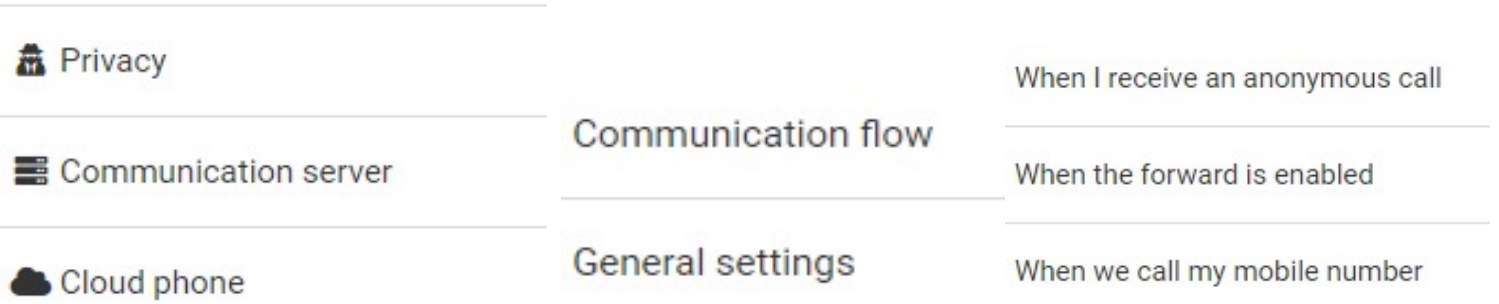 Privacy
Communication server
Cloud phone
Communication flow
General settings
When I receive an anonymous call
When the forward is enabled
When we call my mobile number